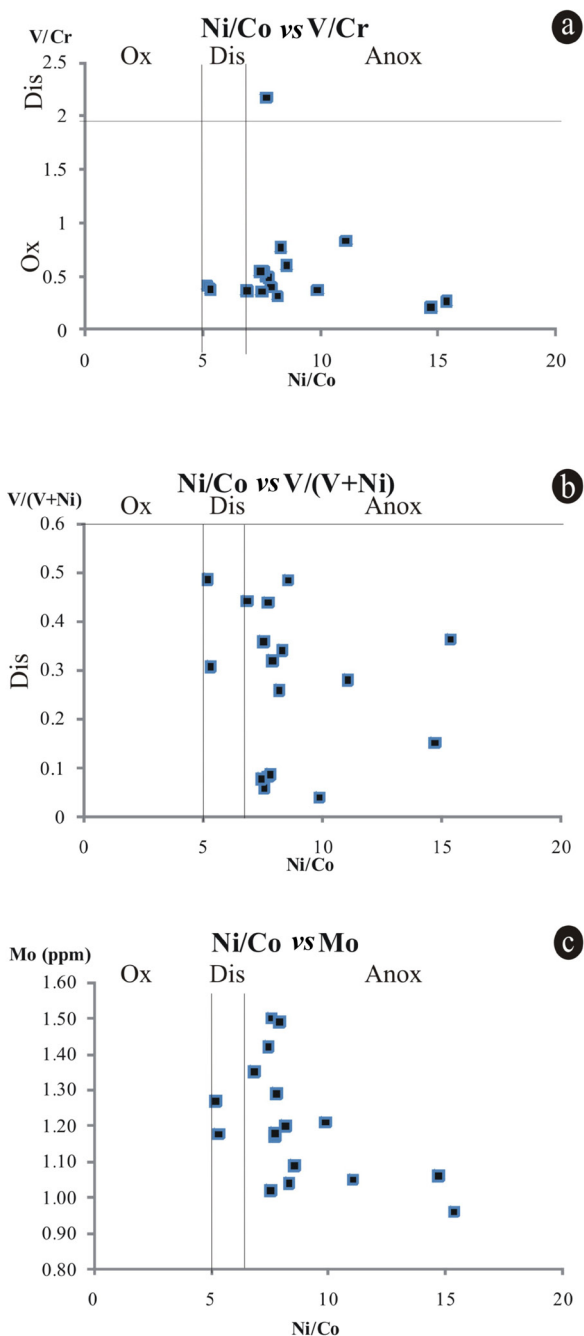 Ni/Co vs V/Cr
a
V/Cr
Ox Dis Anox
2.5
2
1.5
1
0.5
0
Dis
Ox
0 5 10 15 20
Ni/Co
Ni/Co vs V/(V+Ni)
b
V/(V+Ni)
Ox Dis Anox
0.6
0.5
0.4
0.3
0.2
0.1
0
Dis
0 5 10 15 20
Ni/Co
Ni/Co vs Mo
c
Mo (ppm)
Ox Dis Anox
1.60
1.50
1.40
1.30
1.20
1.10
1.00
0.90
0.80
0 5 10 15 20
Ni/Co